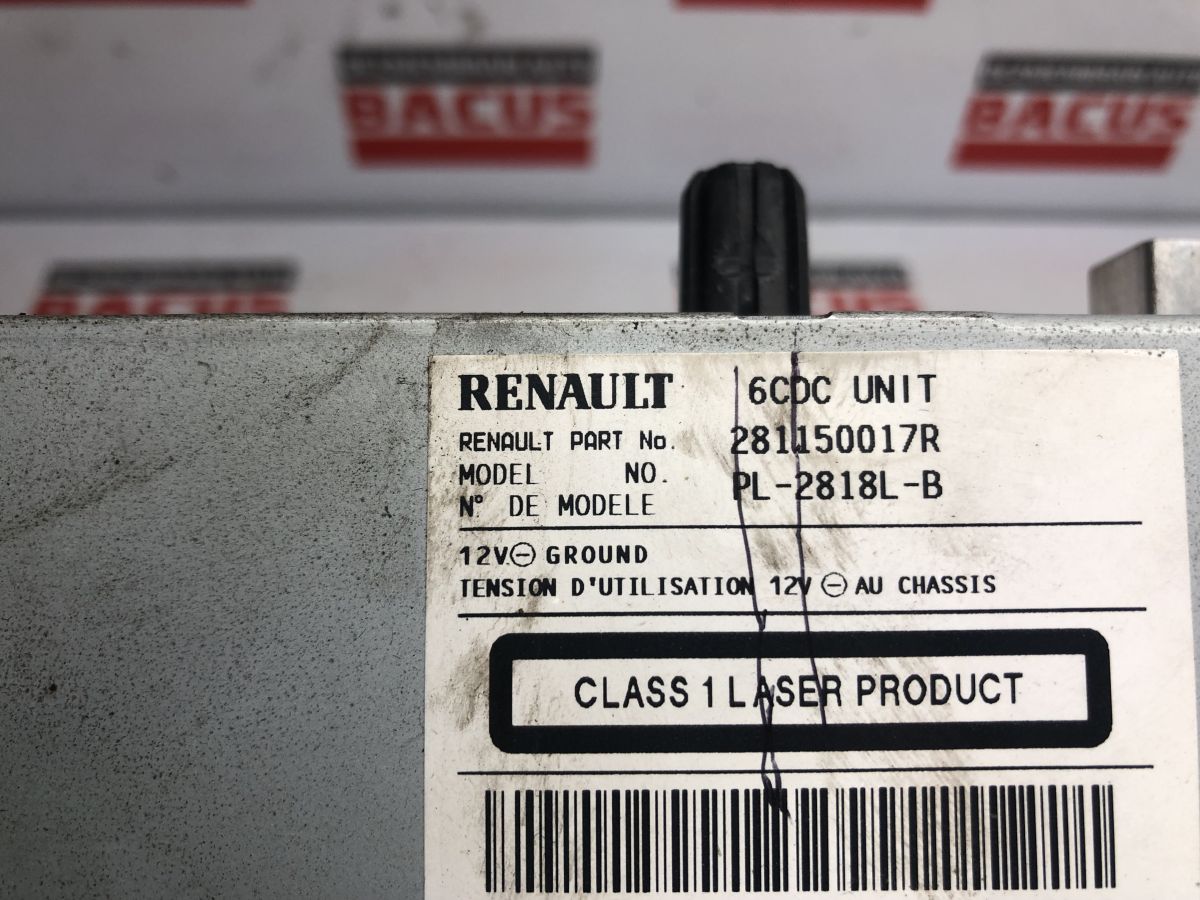 BACUS
BACUS
RENAULT 6CDC UNIT
RENAULT PART No. 281150017R
MODEL NO. PL-2818L-B
N° DE MODELE
12V ⊖ GROUND
TENSION D'UTILISATION 12V ⊖ AU CHASSIS
CLASS 1 LASER PRODUCT